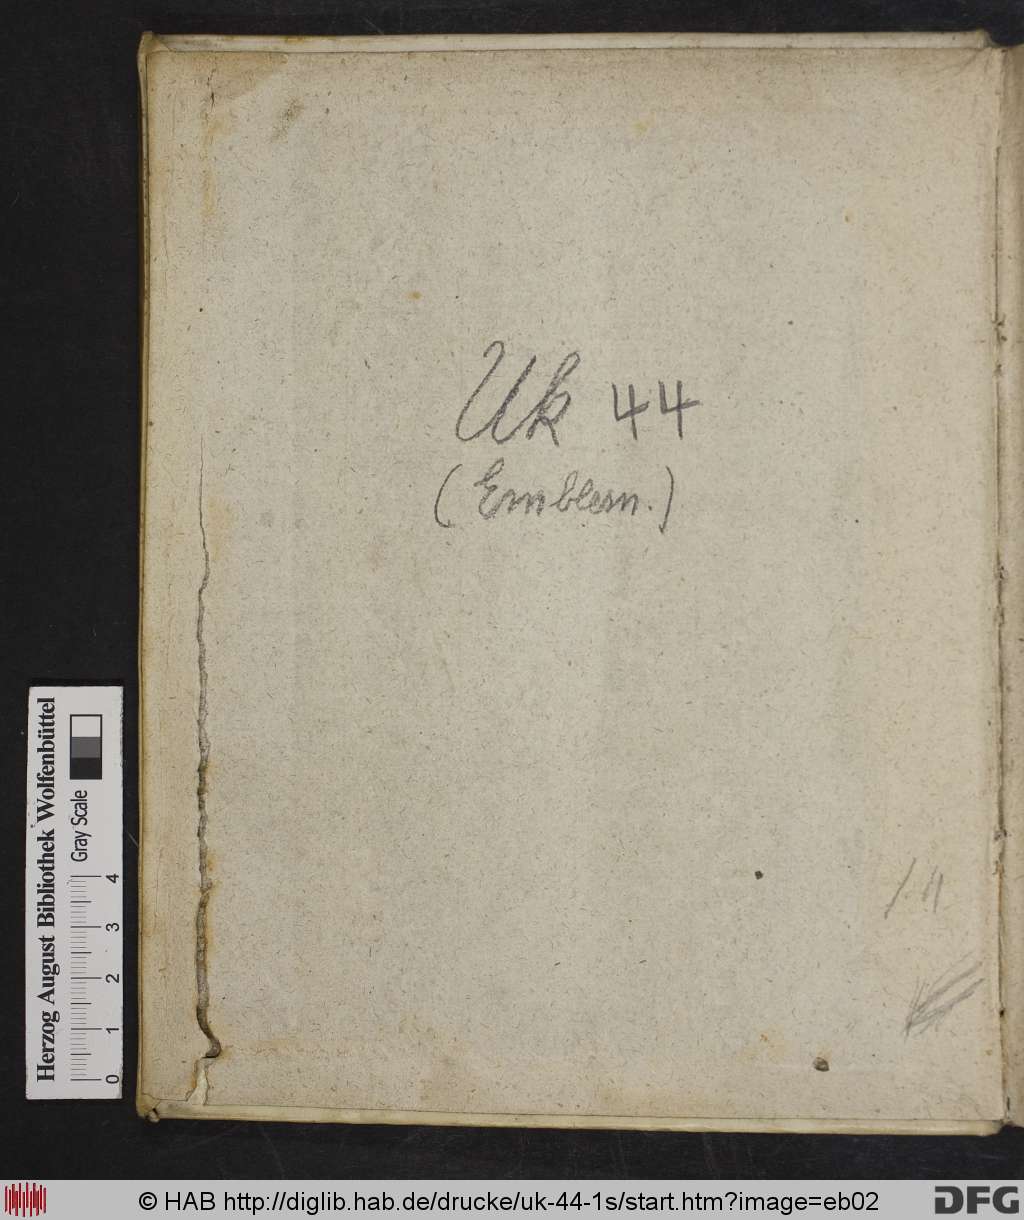 Uk 44
(Emblem.)
Herzog August Bibliothek Wolfenbüttel
Gray Scale
0 1 2 3 4
© HAB http://diglib.hab.de/drucke/uk-44-1s/start.htm?image=eb02
DFG